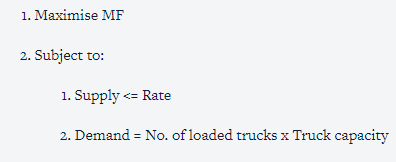 1. Maximise MF
2. Subject to:
1. Supply <= Rate
2. Demand = No. of loaded trucks x Truck capacity